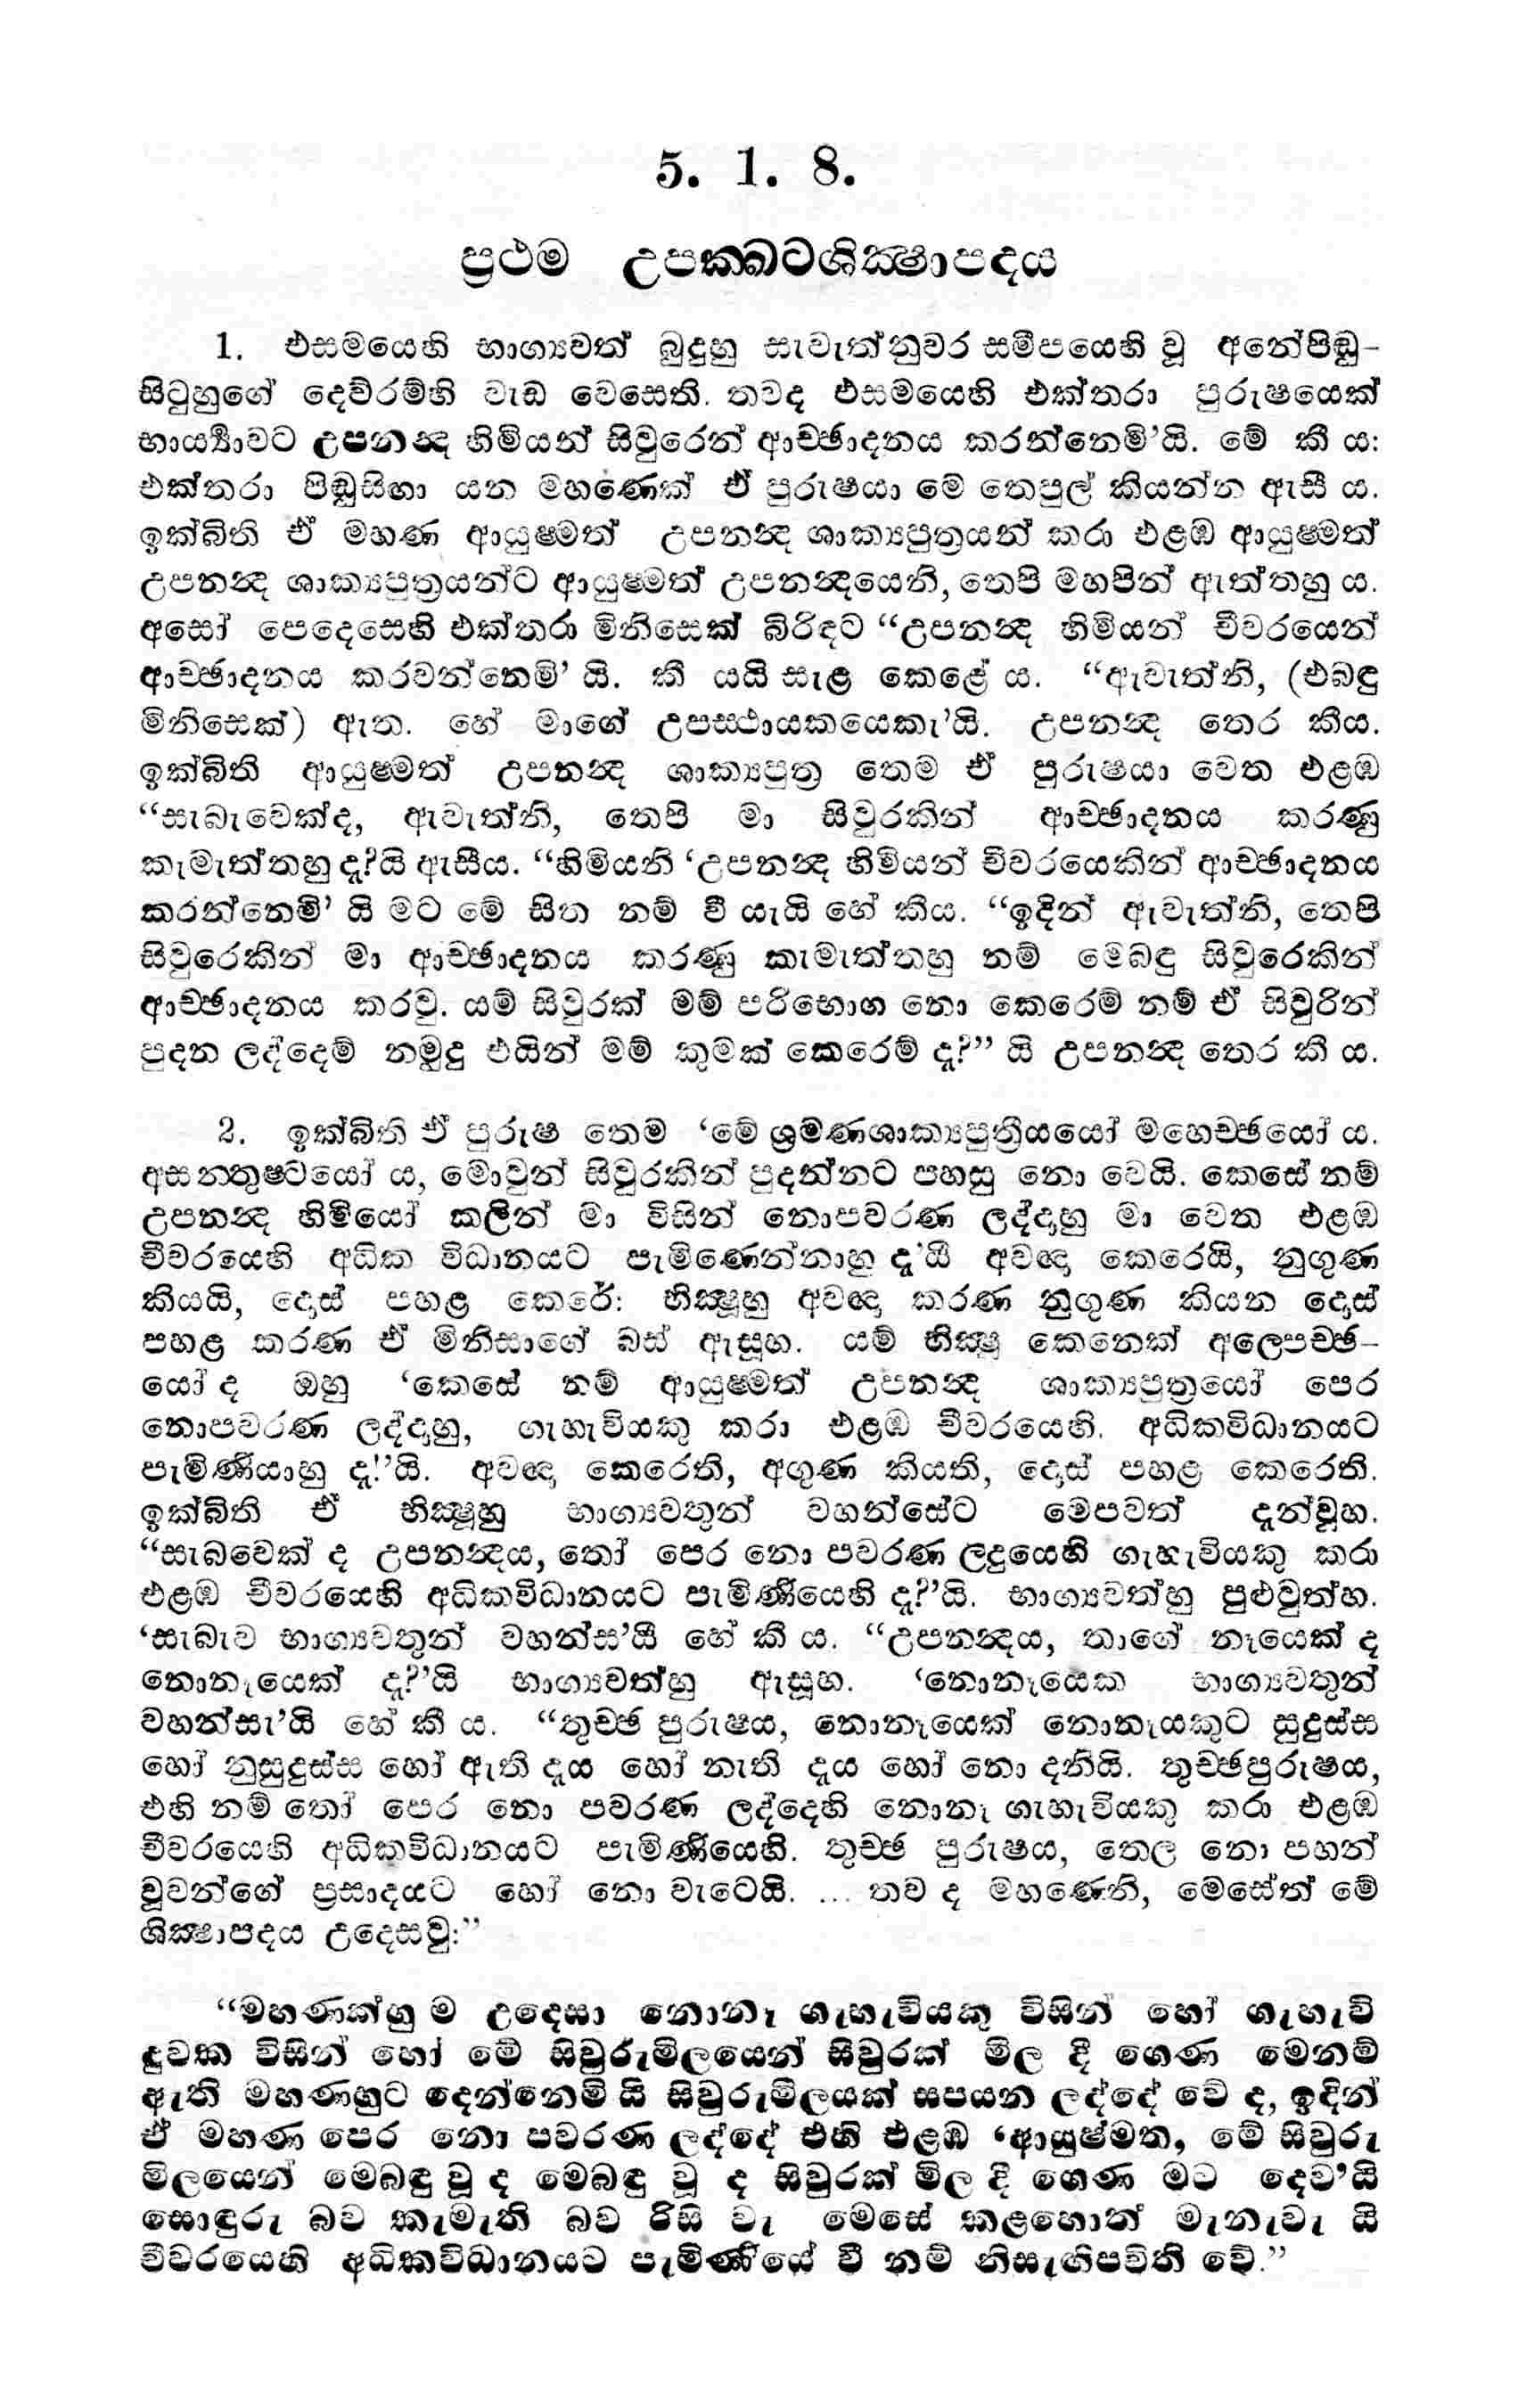 5. 1. 8.
ප්‍රථම උපක්ඛටශික්ෂාපදය
1. එසමයෙහි භාග්‍යවත් බුදුහු සැවැත්නුවර සමීපයෙහි වූ අනේපිඬු-
සිටුහුගේ දෙව්රම්හි වැඩ වෙසෙති. තවද එසමයෙහි එක්තරා පුරුෂයෙක්
භාර්‍ය්‍යාවට උපනන්ද හිමියන් සිවුරෙන් ආච්ඡාදනය කරන්නෙමි’යි. මේ කී ය:
එක්තරා පිඬුසිඟා යන මහණෙක් ඒ පුරුෂයා මෙ තෙපුල් කියන්න ඇසී ය.
ඉක්බිති ඒ මහණ ආයුෂ්මත් උපනන්ද ශාක්‍යපුත්‍රයන් කරා එළඹ ආයුෂ්මත්
උපනන්ද ශාක්‍යපුත්‍රයන්ට ආයුෂ්මත් උපනන්දයෙනි, තෙපි මහපින් ඇත්තහු ය.
අසෝ පෙදෙසෙහි එක්තරා මිනිසෙක් බිරිඳට “උපනන්ද හිමියන් චීවරයෙන්
ආච්ඡාදනය කරවන්නෙමි’ යි. කී යයි සැළ කෙළේ ය. “ඇවැත්නි, (එබඳු
මිනිසෙක්) ඇත. හේ මාගේ උපස්ථායකයෙකැ’යි. උපනන්ද තෙර කීය.
ඉක්බිති ආයුෂ්මත් උපනන්ද ශාක්‍යපුත්‍ර තෙම ඒ පුරුෂයා වෙත එළඹ
“සැබැවෙක්ද, ඇවැත්නි, තෙපි මා සිවුරකින් ආච්ඡාදනය කරණු
කැමැත්තහු දැ?යි ඇසීය. “හිමියනි ‘උපනන්ද හිමියන් චීවරයෙකින් ආච්ඡාදනය
කරන්නෙමි’ යි මට මේ සිත නම් වී යැයි හේ කීය. “ඉදින් ඇවැත්නි, තෙපි
සිවුරෙකින් මා ආච්ඡාදනය කරණු කැමැත්තහු නම් මෙබඳු සිවුරෙකින්
ආච්ඡාදනය කරවු. යම් සිවුරක් මම් පරිභොග නො කෙරෙම් නම් ඒ සිවුරින්
පුදන ලද්දෙම් නමුදු එයින් මම් කුමක් කෙරෙම් දැ?” යි උපනන්ද තෙර කී ය.
2. ඉක්බිති ඒ පුරුෂ තෙම ‘මේ ශ්‍රමණශාක්‍යපුත්‍රියයෝ මහෙච්ඡයෝ ය.
අසන්තුෂ්ටයෝ ය, මොවුන් සිවුරකින් පුදන්නට පහසු නො වෙයි. කෙසේ නම්
උපනන්ද හිමියෝ කලින් මා විසින් නොපවරණ ලද්දාහු මා වෙත එළඹ
චීවරයෙහි අධික විධානයට පැමිණෙන්නාහු දැ’යි අවඥා කෙරෙයි, නුගුණ
කියයි, දොස් පහළ කෙරේ: භික්ෂූහු අවඥා කරණ නුගුණ කියන දොස්
පහළ කරණ ඒ මිනිසාගේ බස් ඇසූහ. යම් භික්ෂු කෙනෙක් අල්පෙච්ඡ-
යෝ ද ඔහු ‘කෙසේ නම් ආයුෂ්මත් උපනන්ද ශාක්‍යපුත්‍රයෝ පෙර
නොපවරණ ලද්දාහු, ගැහැවියකු කරා එළඹ චීවරයෙහි. අධිකවිධානයට
පැමිණියාහු දැ!’යි. අවඥා කෙරෙති, අගුණ කියති, දොස් පහළ කෙරෙති.
ඉක්බිති ඒ භික්ෂූහු භාග්‍යවතුන් වහන්සේට මෙපවත් දැන්වූහ.
“සැබවෙක් ද උපනන්දය, තෝ පෙර නො පවරණ ලදුයෙහි ගැහැවියකු කරා
එළඹ චීවරයෙහි අධිකවිධානයට පැමිණියෙහි දැ?’යි. භාග්‍යවත්හු පුළුවුත්හ.
‘සැබැව භාග්‍යවතුන් වහන්ස’යි හේ කී ය. “උපනන්දය, තාගේ නෑයෙක් ද
නොනෑයෙක් දැ?’යි භාග්‍යවත්හු ඇසූහ. ‘නොනෑයෙක භාග්‍යවතුන්
වහන්සැ’යි හේ කී ය. “තුච්ඡ පුරුෂය, නොනෑයෙක් නොනෑයකුට සුදුස්ස
හෝ නුසුදුස්ස හෝ ඇති දැය හෝ නැති දැය හෝ නො දනියි. තුච්ඡපුරුෂය,
එහි නම් තෝ පෙර නො පවරණ ලද්දෙහි නොනෑ ගැහැවියකු කරා එළඹ
චීවරයෙහි අධිකවිධානයට පැමිණියෙහි. තුච්ඡ පුරුෂය, තෙල නො පහන්
වූවන්ගේ ප්‍රසාදයට හෝ නො වැටෙයි. ... තව ද මහණෙනි, මෙසේත් මේ
ශික්ෂාපදය උදෙසවු:”
“මහණක්හු ම උදෙසා නොනෑ ගැහැවියකු විසින් හෝ ගැහැවි
දුවක විසින් හෝ මේ සිවුරුමිලයෙන් සිවුරක් මිල දී ගෙණ මෙනම්
ඇති මහණහුට දෙන්නෙමි යි සිවුරුමිලයක් සපයන ලද්දේ වේ ද, ඉදින්
ඒ මහණ පෙර නො පවරණ ලද්දේ එහි එළඹ ‘ආයුෂ්මත, මේ සිවුරු
මිලයෙන් මෙබඳු වූ ද මෙබඳු වූ ද සිවුරක් මිල දී ගෙණ මට දෙව’යි
සොඳුරු බව කැමැති බව රිසි වැ මෙසේ කළහොත් මැනැවැ යි
චීවරයෙහි අධිකවිධානයට පැමිණියේ වී නම් නිසැඟිපවිති වේ.”